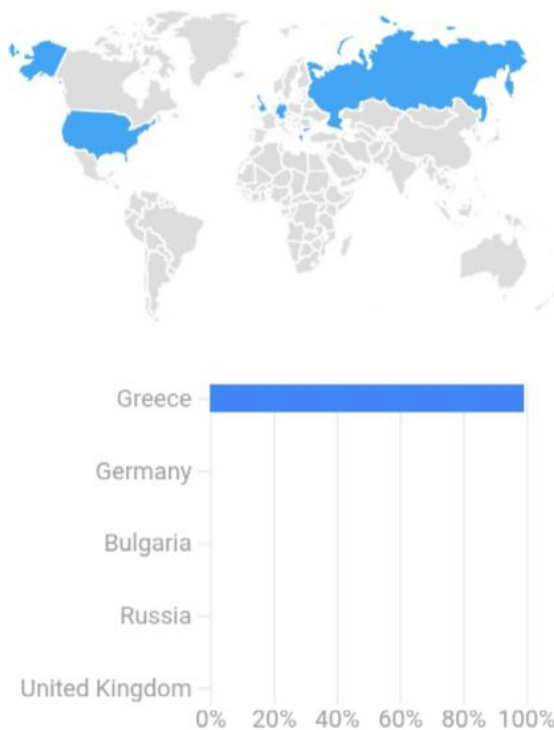 Greece
Germany
Bulgaria
Russia
United Kingdom
0% 20% 40% 60% 80% 100%